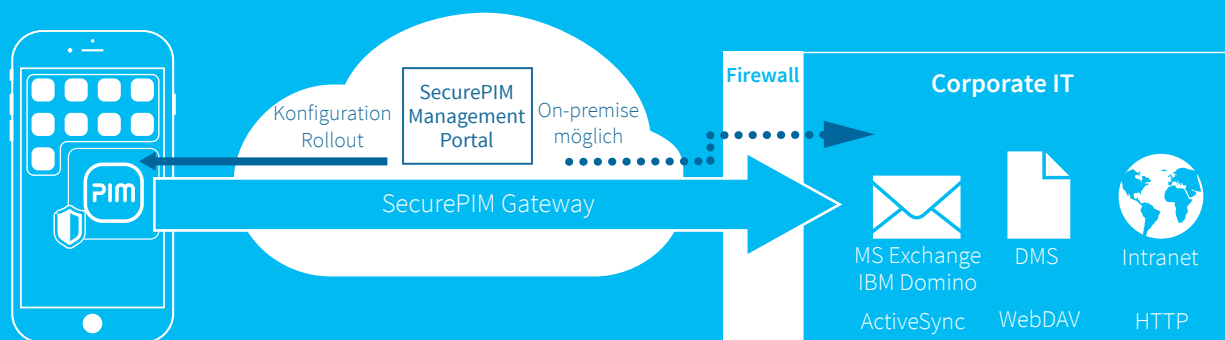 PIM
Konfiguration
Rollout
SecurePIM
Management
Portal
On-premise
möglich
SecurePIM Gateway
Firewall
Corporate IT
MS Exchange
IBM Domino
ActiveSync
DMS
WebDAV
Intranet
HTTP